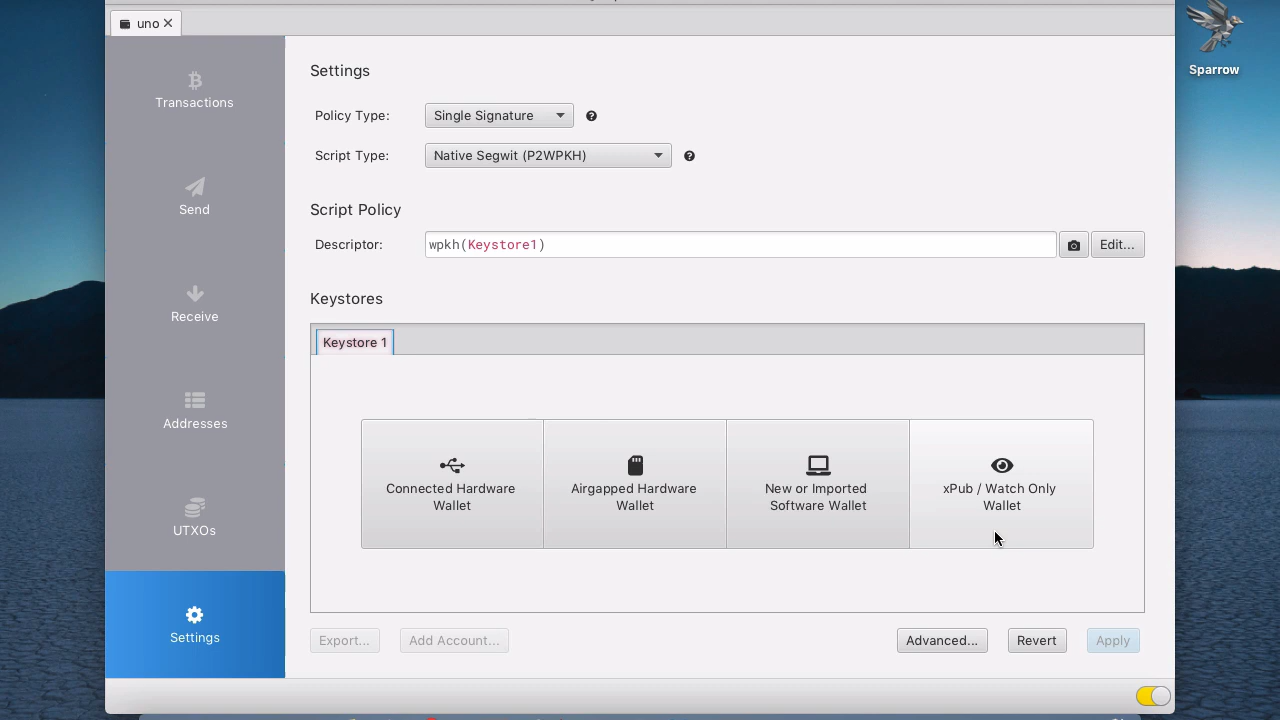 uno
Sparrow
Transactions
Send
Receive
Addresses
UTXOs
Settings
Settings
Policy Type:
Single Signature
Script Type:
Native Segwit (P2WPKH)
Script Policy
Descriptor:
wpkh(Keystore1)
Edit...
Keystores
Keystore 1
Connected Hardware
Wallet
Airgapped Hardware
Wallet
New or Imported
Software Wallet
xPub / Watch Only
Wallet
Export...
Add Account...
Advanced...
Revert
Apply